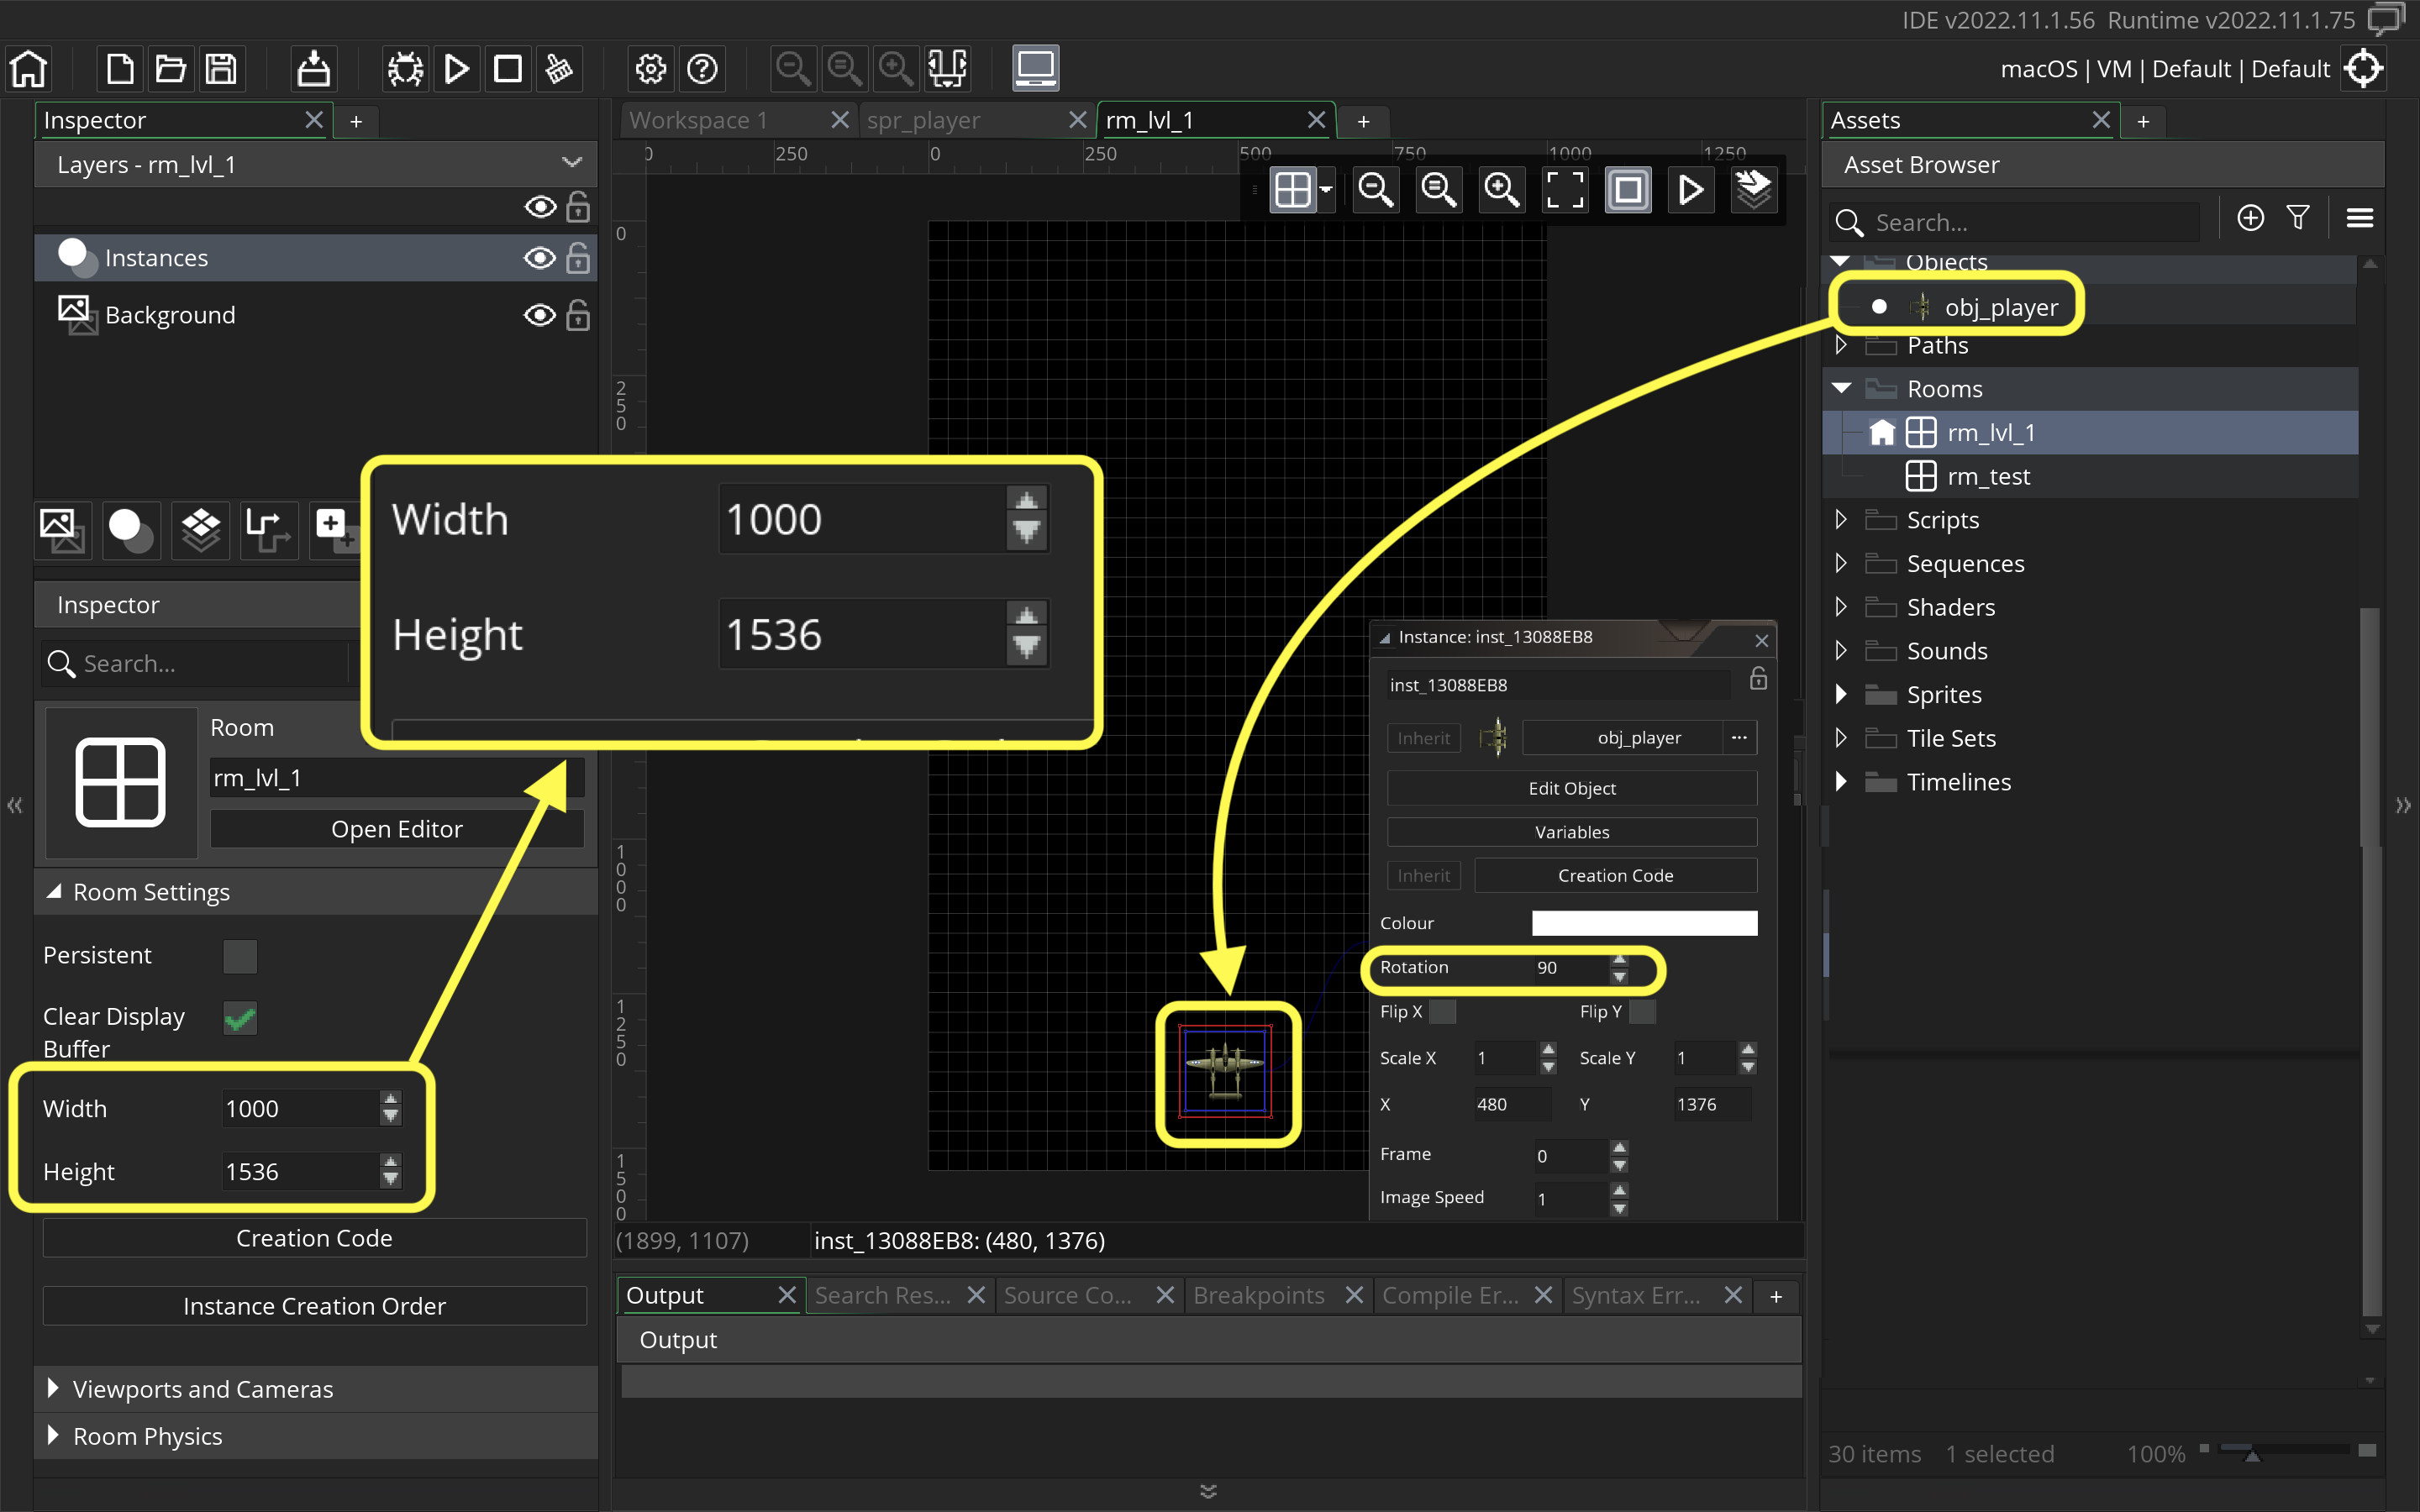 IDE v2022.11.1.56 Runtime v2022.11.1.75
macOS | VM | Default | Default
Inspector
+
Layers - rm_lvl_1
Instances
Background
Inspector
Search...
Room
rm_lvl_1
Open Editor
Room Settings
Persistent
Clear Display
Buffer
Width 1000
Height 1536
Creation Code
Instance Creation Order
Viewports and Cameras
Room Physics
Width 1000
Height 1536
Workspace 1
spr_player
rm_lvl_1
+
0 250 0 250 500 750 1000 1250
0
250
1000
1250
1500
Instance: inst_13088EB8
inst_13088EB8
Inherit obj_player ...
Edit Object
Variables
Inherit Creation Code
Colour
Rotation 90
Flip X Flip Y
Scale X 1 Scale Y 1
X 480 Y 1376
Frame 0
Image Speed 1
(1899, 1107) inst_13088EB8: (480, 1376)
Output
Search Res...
Source Co...
Breakpoints
Compile Er...
Syntax Err...
+
Output
Assets
+
Asset Browser
Search...
Objects
obj_player
Paths
Rooms
rm_lvl_1
rm_test
Scripts
Sequences
Shaders
Sounds
Sprites
Tile Sets
Timelines
30 items 1 selected 100%